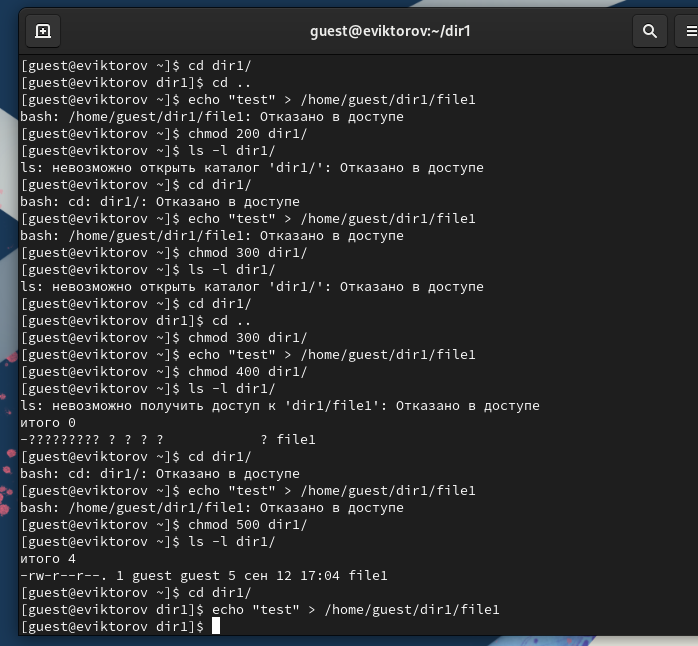 guest@eviktorov:~/dir1
[guest@eviktorov ~]$ cd dir1/
[guest@eviktorov dir1]$ cd ..
[guest@eviktorov ~]$ echo "test" > /home/guest/dir1/file1
bash: /home/guest/dir1/file1: Отказано в доступе
[guest@eviktorov ~]$ chmod 200 dir1/
[guest@eviktorov ~]$ ls -l dir1/
ls: невозможно открыть каталог 'dir1/': Отказано в доступе
[guest@eviktorov ~]$ cd dir1/
bash: cd: dir1/: Отказано в доступе
[guest@eviktorov ~]$ echo "test" > /home/guest/dir1/file1
bash: /home/guest/dir1/file1: Отказано в доступе
[guest@eviktorov ~]$ chmod 300 dir1/
[guest@eviktorov ~]$ ls -l dir1/
ls: невозможно открыть каталог 'dir1/': Отказано в доступе
[guest@eviktorov ~]$ cd dir1/
[guest@eviktorov dir1]$ cd ..
[guest@eviktorov ~]$ chmod 300 dir1/
[guest@eviktorov ~]$ echo "test" > /home/guest/dir1/file1
[guest@eviktorov ~]$ chmod 400 dir1/
[guest@eviktorov ~]$ ls -l dir1/
ls: невозможно получить доступ к 'dir1/file1': Отказано в доступе
итого 0
-????????? ? ? ? ?            ? file1
[guest@eviktorov ~]$ cd dir1/
bash: cd: dir1/: Отказано в доступе
[guest@eviktorov ~]$ echo "test" > /home/guest/dir1/file1
bash: /home/guest/dir1/file1: Отказано в доступе
[guest@eviktorov ~]$ chmod 500 dir1/
[guest@eviktorov ~]$ ls -l dir1/
итого 4
-rw-r--r--. 1 guest guest 5 сен 12 17:04 file1
[guest@eviktorov ~]$ cd dir1/
[guest@eviktorov dir1]$ echo "test" > /home/guest/dir1/file1
[guest@eviktorov dir1]$